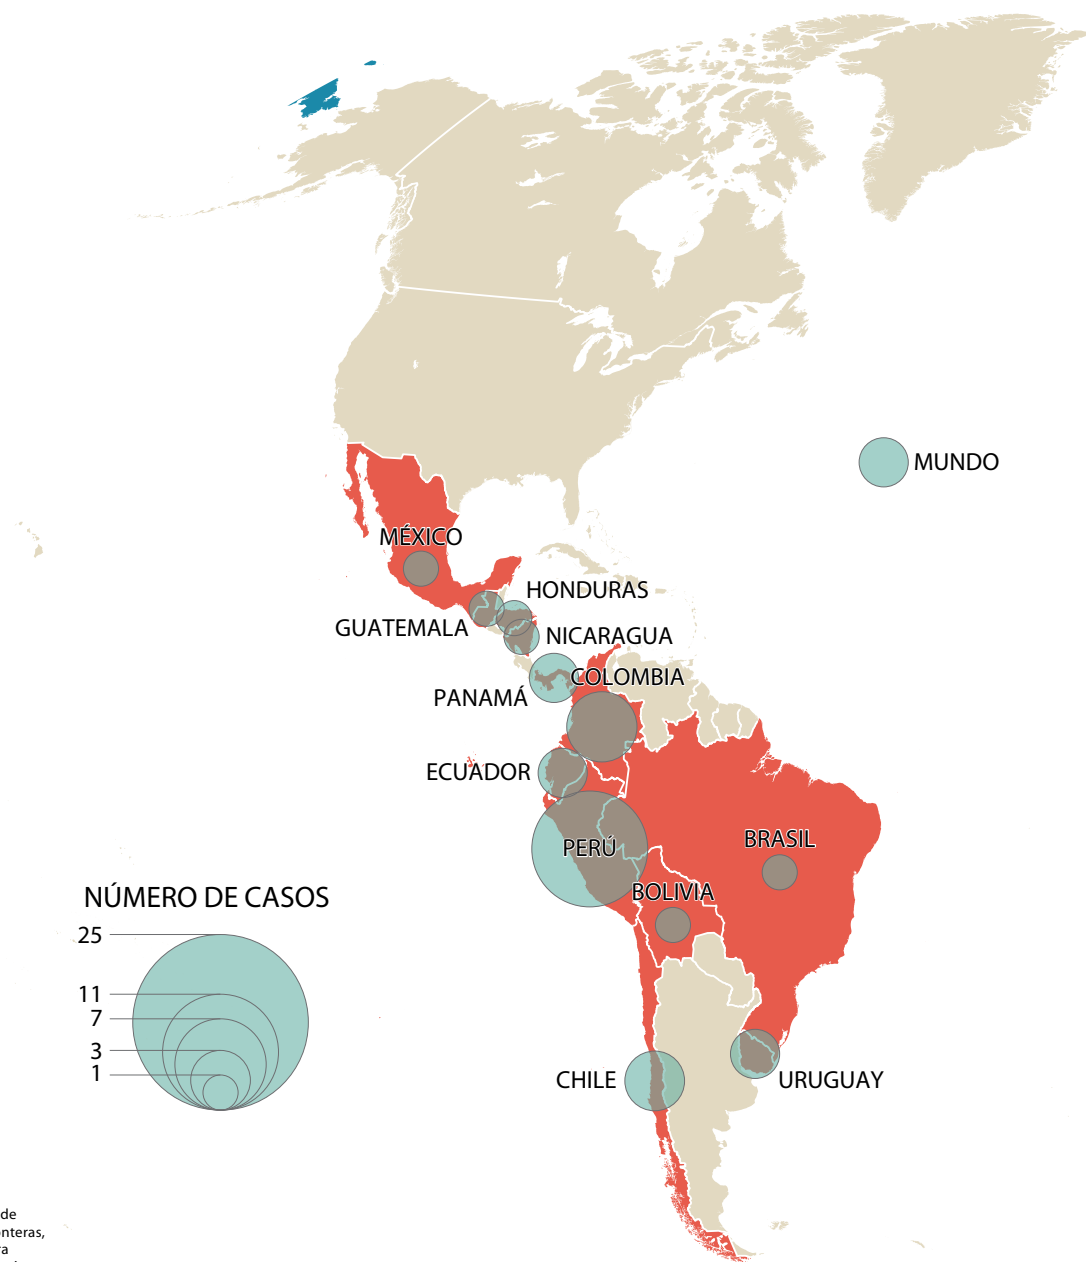 MUNDO
MÉXICO
HONDURAS
GUATEMALA
NICARAGUA
COLOMBIA
PANAMÁ
ECUADOR
BRASIL
PERÚ
BOLIVIA
NÚMERO DE CASOS
25
11
7
3
1
CHILE
URUGUAY
de
nteras,
ra